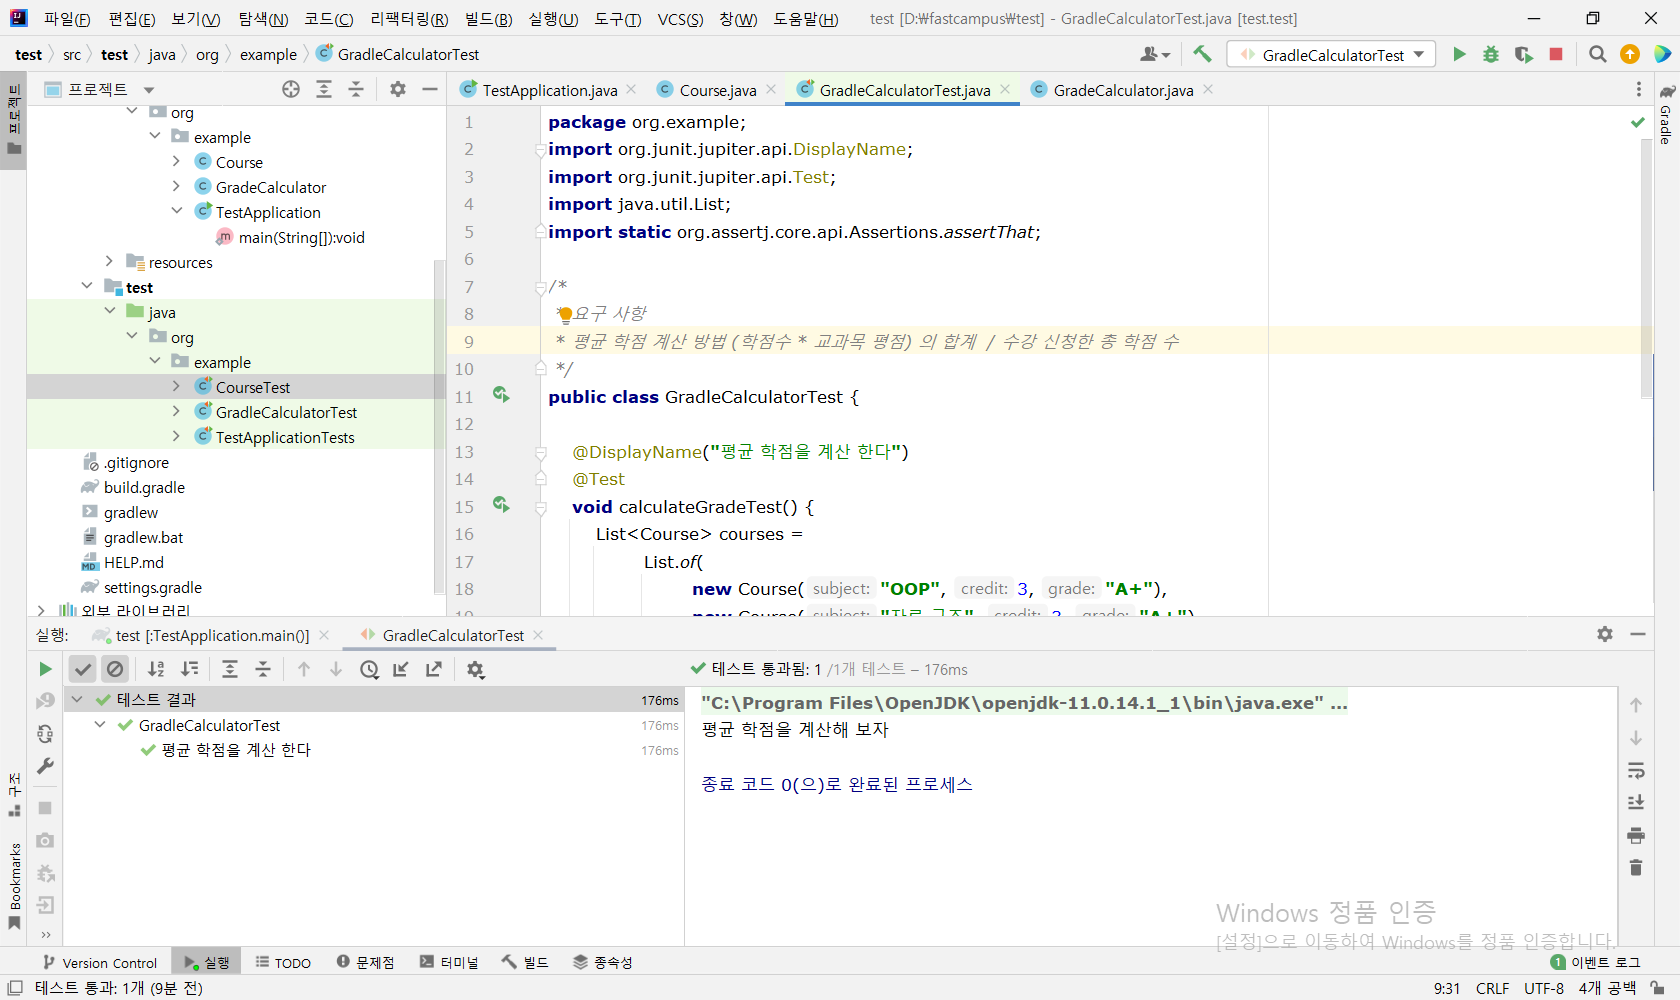 파일(F) 편집(E) 보기(V) 탐색(N) 코드(C) 리팩터링(R) 빌드(B) 실행(U) 도구(T) VCS(S) 창(W) 도움말(H) test [D:₩fastcampus₩test] - GradleCalculatorTest.java [test.test]
test src test java org example GradleCalculatorTest GradleCalculatorTest
프로젝트 프로젝트 TestApplication.java Course.java GradleCalculatorTest.java GradeCalculator.java Gradle
org
example
Course
GradeCalculator
TestApplication
main(String[]):void
resources
test
java
org
example
CourseTest
GradleCalculatorTest
TestApplicationTests
.gitignore
build.gradle
gradlew
gradlew.bat
HELP.md
settings.gradle
외부 라이브러리
1 package org.example;
2 import org.junit.jupiter.api.DisplayName;
3 import org.junit.jupiter.api.Test;
4 import java.util.List;
5 import static org.assertj.core.api.Assertions.assertThat;
6
7 /*
8 * 요구 사항
9 * 평균 학점 계산 방법 (학점수 * 교과목 평점) 의 합계 / 수강 신청한 총 학점 수
10 */
11 public class GradleCalculatorTest {
12
13 @DisplayName("평균 학점을 계산 한다")
14 @Test
15 void calculateGradeTest() {
16 List<Course> courses =
17 List.of(
18 new Course( subject: "OOP", credit: 3, grade: "A+"),
19 new Course( subject: "자료 구조", credit: 3, grade: "A+")
실행: test [:TestApplication.main()] GradleCalculatorTest
테스트 통과됨: 1 /1개 테스트 – 176ms
테스트 결과 176ms
GradleCalculatorTest 176ms
평균 학점을 계산 한다 176ms
"C:\Program Files\OpenJDK\openjdk-11.0.14.1_1\bin\java.exe" ...
평균 학점을 계산해 보자
종료 코드 0(으)로 완료된 프로세스
구조
Bookmarks
Windows 정품 인증
[설정]으로 이동하여 Windows를 정품 인증합니다.
Version Control 실행 TODO 문제점 터미널 빌드 종속성 1 이벤트 로그
테스트 통과: 1개 (9분 전) 9:31 CRLF UTF-8 4개 공백